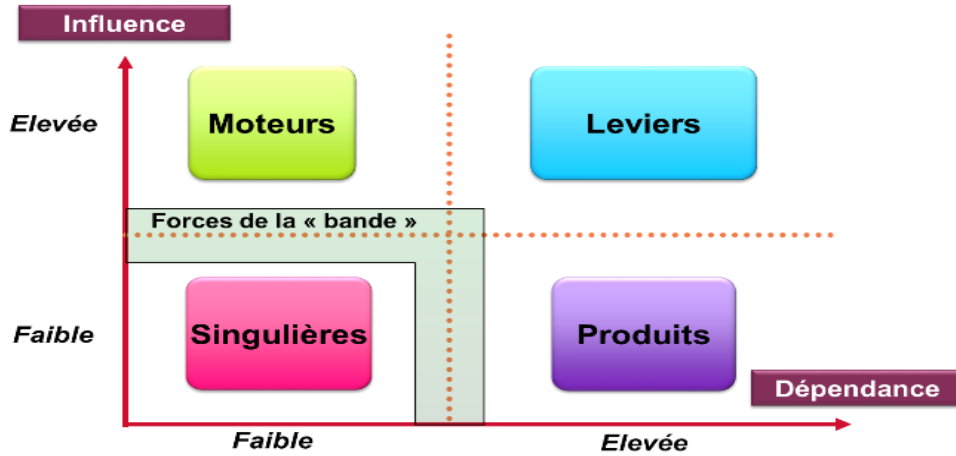 Influence
Elevée
Moteurs
Leviers
Forces de la « bande »
Faible
Singulières
Produits
Dépendance
Faible
Elevée